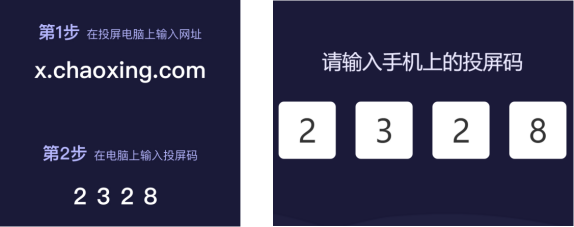 第1步 在投屏电脑上输入网址
x.chaoxing.com
第2步 在电脑上输入投屏码
2 3 2 8
请输入手机上的投屏码
2 3 2 8